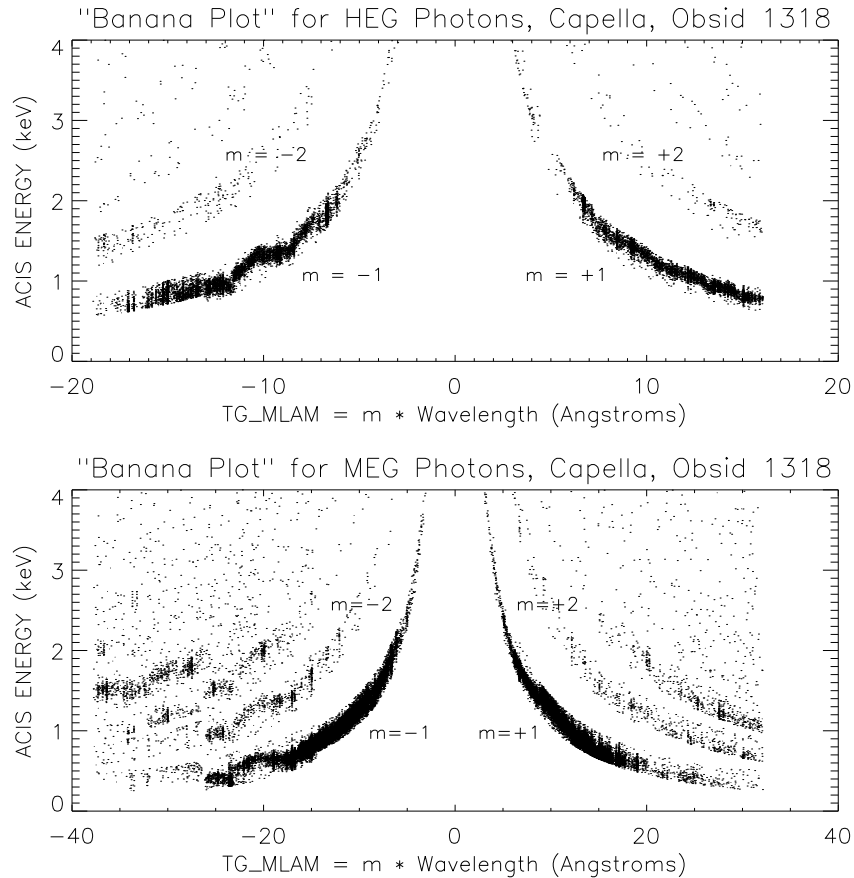 "Banana Plot" for HEG Photons, Capella, Obsid 1318
4
3
2
1
0
ACIS ENERGY (keV)
m = −2
m = +2
m = −1
m = +1
−20
−10
0
10
20
TG_MLAM = m * Wavelength (Angstroms)
"Banana Plot" for MEG Photons, Capella, Obsid 1318
4
3
2
1
0
ACIS ENERGY (keV)
m=−2
m=+2
m=−1
m=+1
−40
−20
0
20
40
TG_MLAM = m * Wavelength (Angstroms)